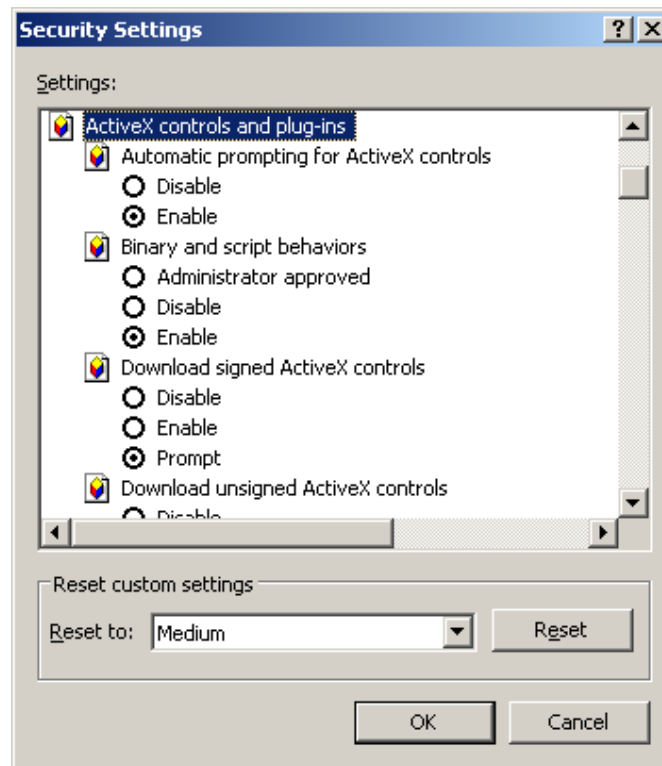 Security Settings
Settings:
ActiveX controls and plug-ins
Automatic prompting for ActiveX controls
Disable
Enable
Binary and script behaviors
Administrator approved
Disable
Enable
Download signed ActiveX controls
Disable
Enable
Prompt
Download unsigned ActiveX controls
Disable
Reset custom settings
Reset to: Medium Reset
OK Cancel